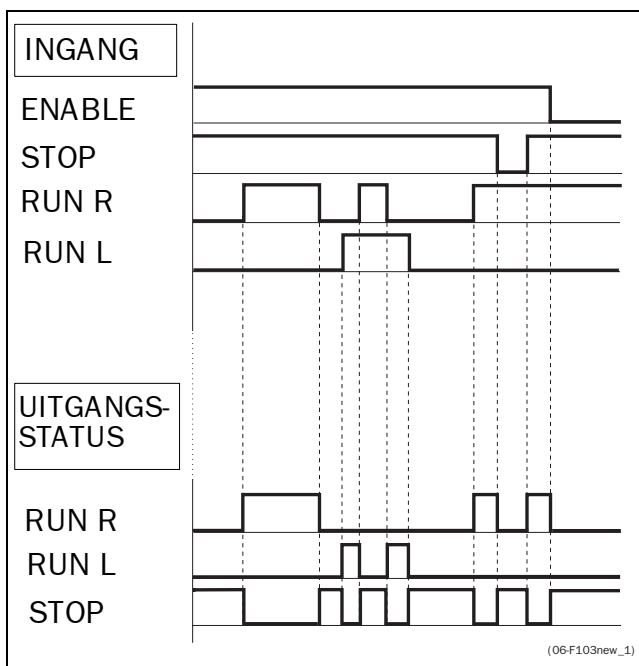 INGANG
ENABLE
STOP
RUN R
RUN L
UITGANGS-
STATUS
RUN R
RUN L
STOP
(06-F103new_1)